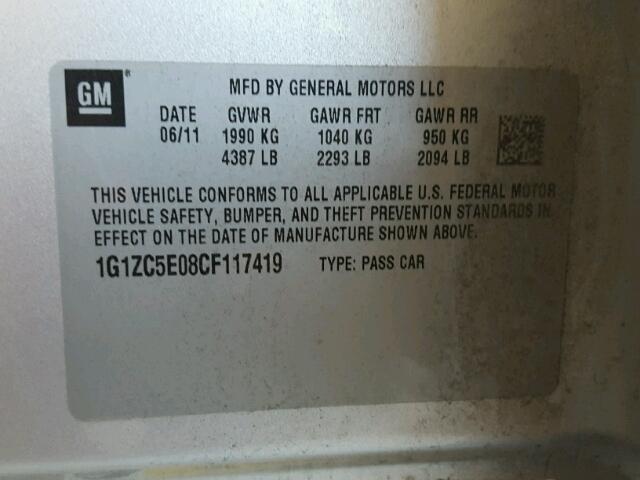 GM ®
MFD BY GENERAL MOTORS LLC
DATE GVWR GAWR FRT GAWR RR
06/11 1990 KG 1040 KG 950 KG
4387 LB 2293 LB 2094 LB
THIS VEHICLE CONFORMS TO ALL APPLICABLE U.S. FEDERAL MOTOR
VEHICLE SAFETY, BUMPER, AND THEFT PREVENTION STANDARDS IN
EFFECT ON THE DATE OF MANUFACTURE SHOWN ABOVE.
1G1ZC5E08CF117419 TYPE: PASS CAR